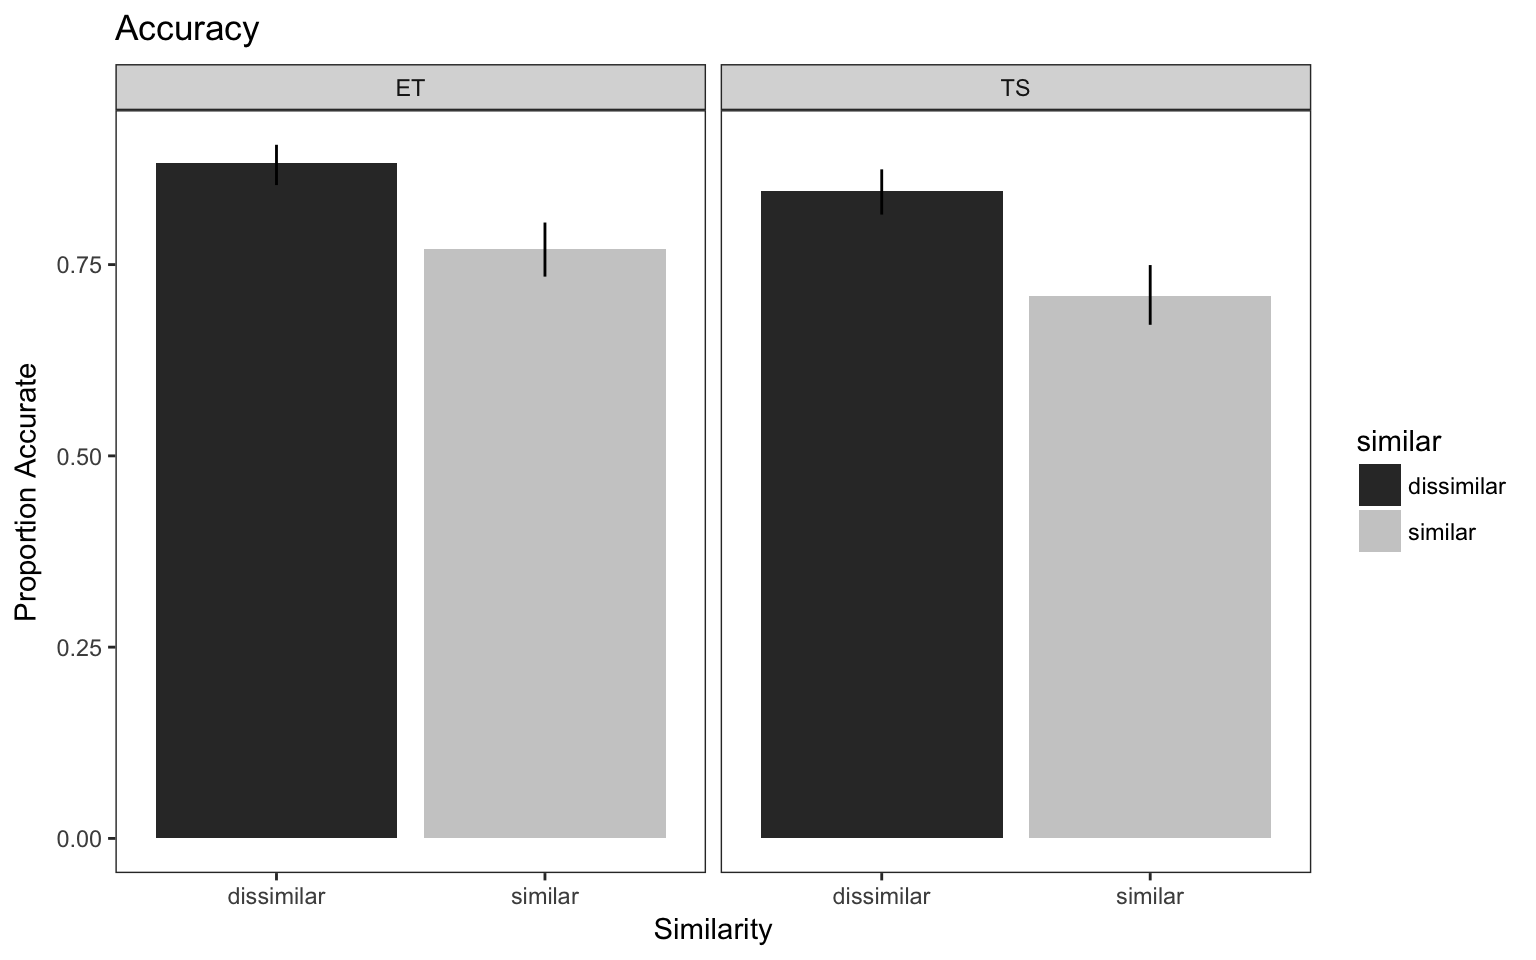 Accuracy
ET
TS
Proportion Accurate
0.75
0.50
0.25
0.00
dissimilar
similar
dissimilar
similar
Similarity
similar
dissimilar
similar